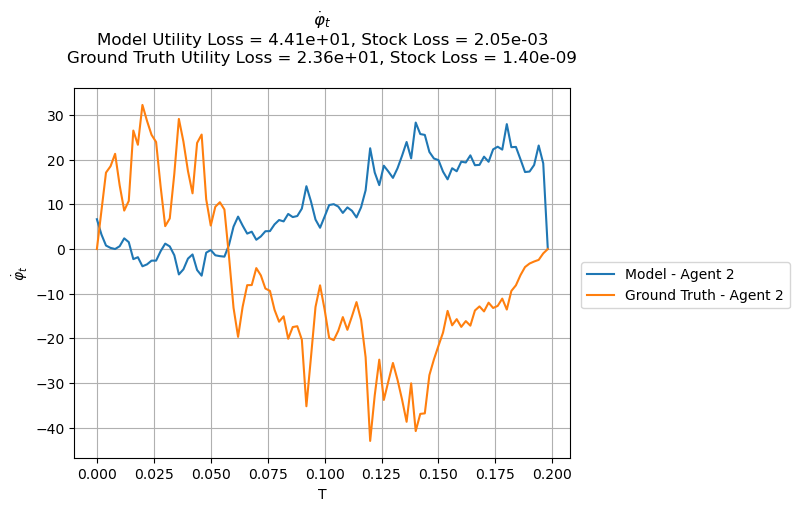 φ̇ₜ
Model Utility Loss = 4.41e+01, Stock Loss = 2.05e-03
Ground Truth Utility Loss = 2.36e+01, Stock Loss = 1.40e-09
30
20
10
0
−10
−20
−30
−40
φ̇ₜ
0.000 0.025 0.050 0.075 0.100 0.125 0.150 0.175 0.200
T
Model - Agent 2
Ground Truth - Agent 2